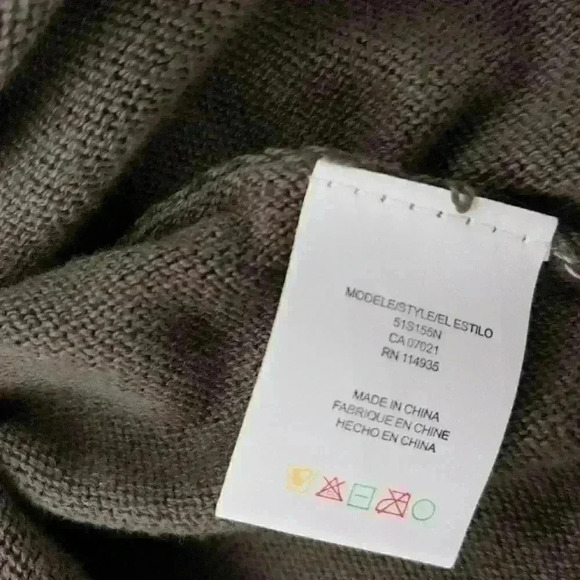 MODELE/STYLE/EL ESTILO
51S155N
CA 07021
RN 114935
MADE IN CHINA
FABRIQUE EN CHINE
HECHO EN CHINA